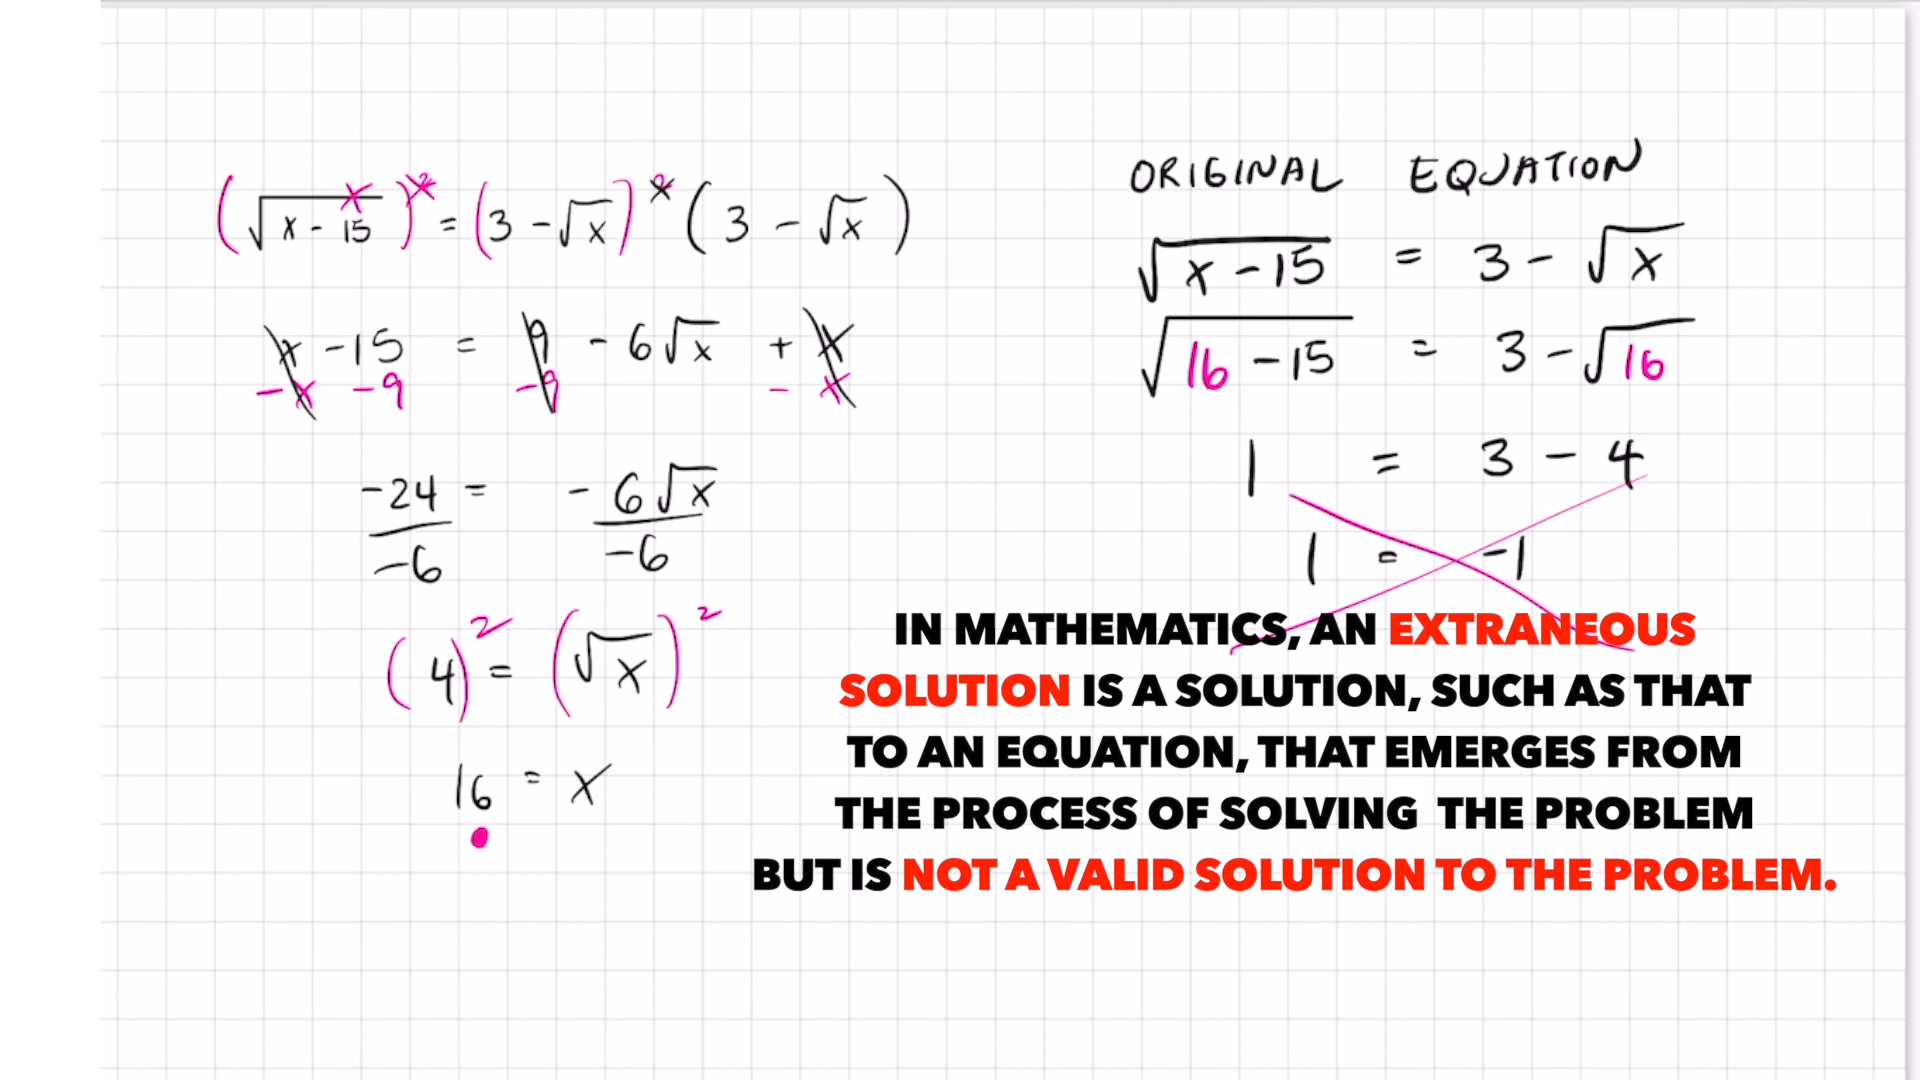 (√x - 15)² = (3 - √x)² (3 - √x)
x - 15 = 9 - 6√x + x
- x - 9 - 9 - x
-24 = - 6√x
-6 -6
(4)² = (√x)²
16 = x
ORIGINAL EQUATION
√x - 15 = 3 - √x
√16 - 15 = 3 - √16
1 = 3 - 4
1 = -1
IN MATHEMATICS, AN EXTRANEOUS
SOLUTION IS A SOLUTION, SUCH AS THAT
TO AN EQUATION, THAT EMERGES FROM
THE PROCESS OF SOLVING THE PROBLEM
BUT IS NOT A VALID SOLUTION TO THE PROBLEM.